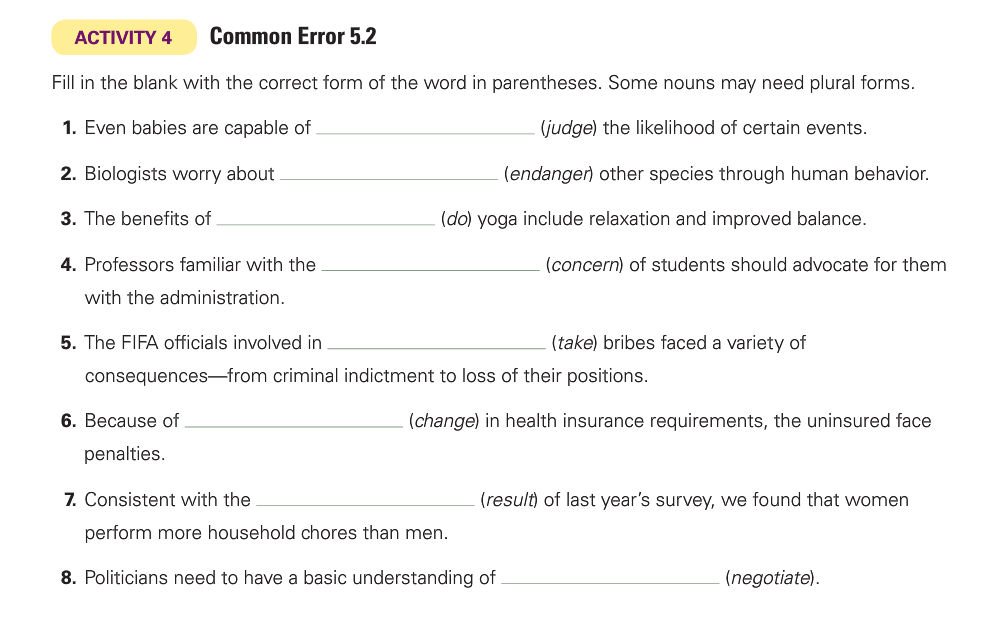 ACTIVITY 4 Common Error 5.2
Fill in the blank with the correct form of the word in parentheses. Some nouns may need plural forms.
1. Even babies are capable of ____________________ (judge) the likelihood of certain events.
2. Biologists worry about ____________________ (endanger) other species through human behavior.
3. The benefits of ____________________ (do) yoga include relaxation and improved balance.
4. Professors familiar with the ____________________ (concern) of students should advocate for them
with the administration.
5. The FIFA officials involved in ____________________ (take) bribes faced a variety of
consequences—from criminal indictment to loss of their positions.
6. Because of ____________________ (change) in health insurance requirements, the uninsured face
penalties.
7. Consistent with the ____________________ (result) of last year’s survey, we found that women
perform more household chores than men.
8. Politicians need to have a basic understanding of ____________________ (negotiate).